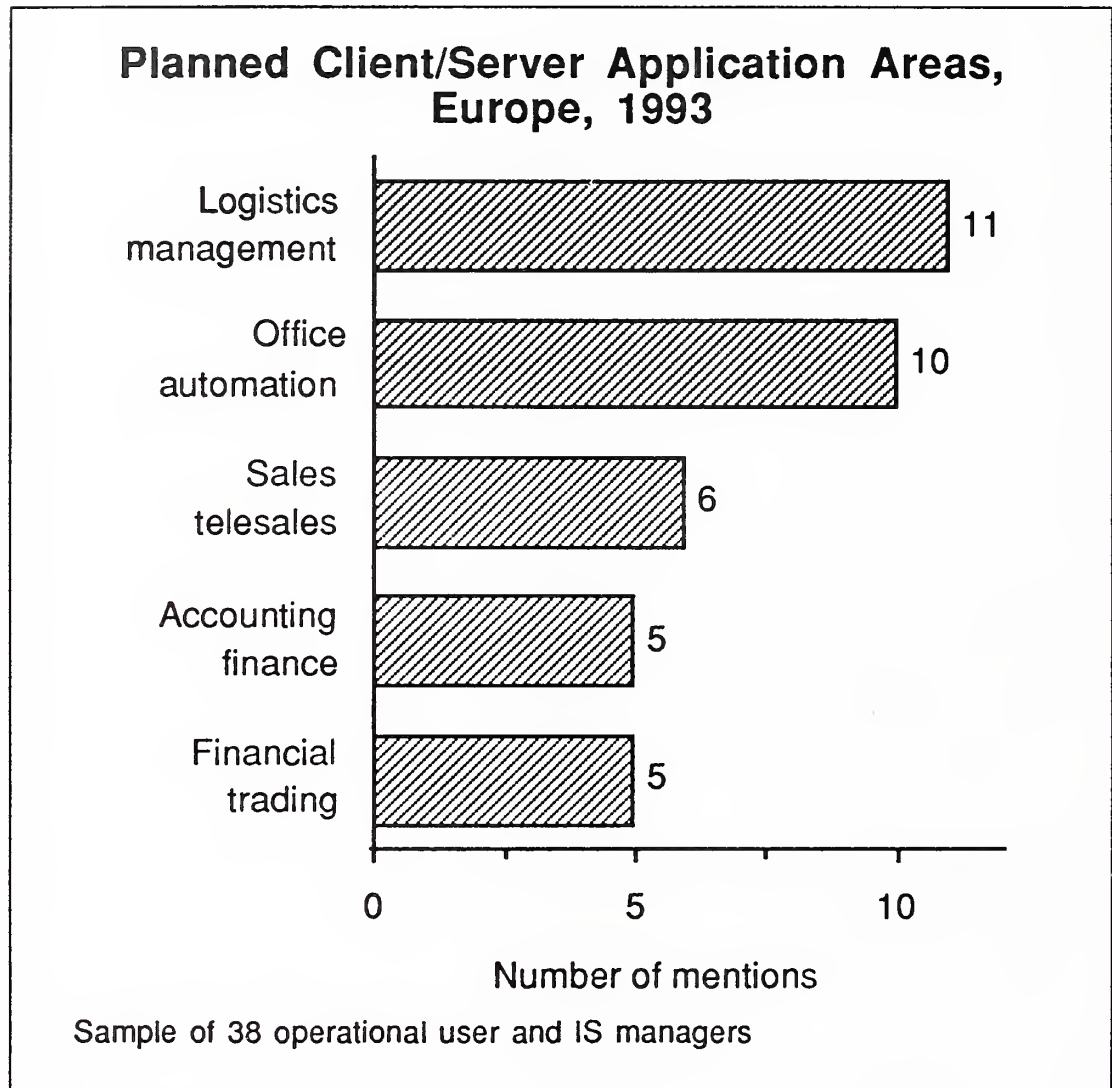 Planned Client/Server Application Areas,
Europe, 1993
Logistics
management
11
Office
automation
10
Sales
telesales
6
Accounting
finance
5
Financial
trading
5
0 5 10
Number of mentions
Sample of 38 operational user and IS managers